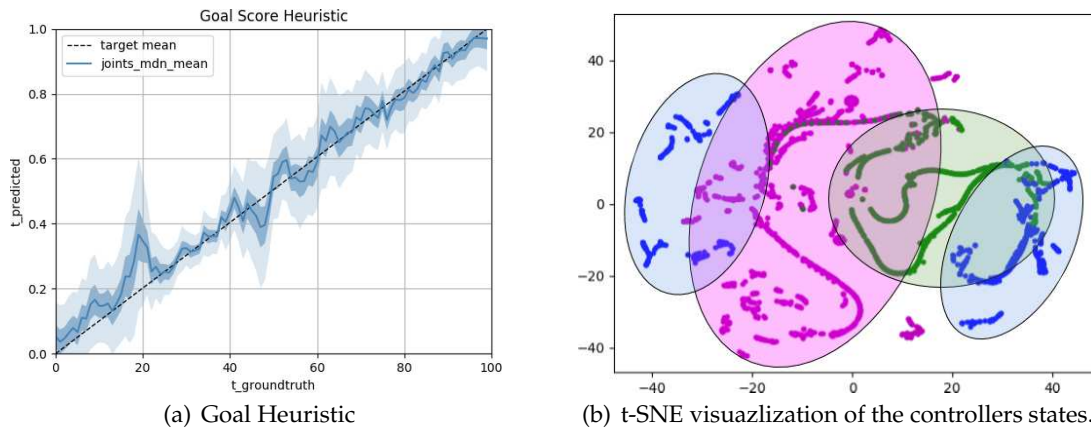 Goal Score Heuristic
target mean
joints_mdn_mean
1.0
0.8
0.6
0.4
0.2
0.0
t_predicted
0 20 40 60 80 100
t_groundtruth
(a) Goal Heuristic
40
20
0
−20
−40
−40 −20 0 20 40
(b) t-SNE visuazlization of the controllers states.